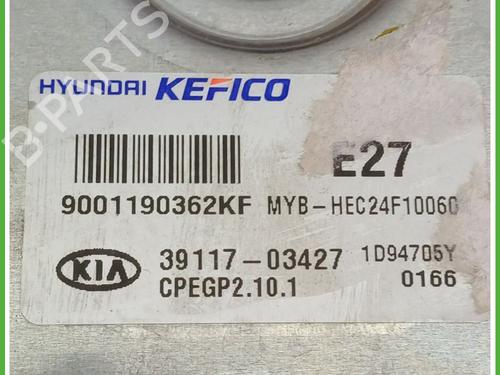 HYUNDAI KEFICO
E27
9001190362KF MYB-HEC24F10060
KIA
39117-03427 1D94705Y
CPEGP2.10.1 0166
B-PARTS